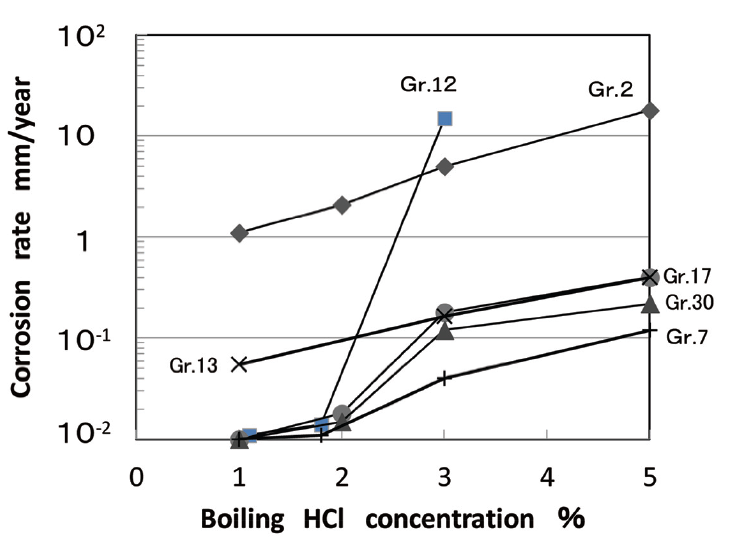 Corrosion rate mm/year
10²
10
1
10⁻¹
10⁻²
Gr.12
Gr.2
Gr.17
Gr.30
Gr.7
Gr.13
0 1 2 3 4 5
Boiling HCl concentration %